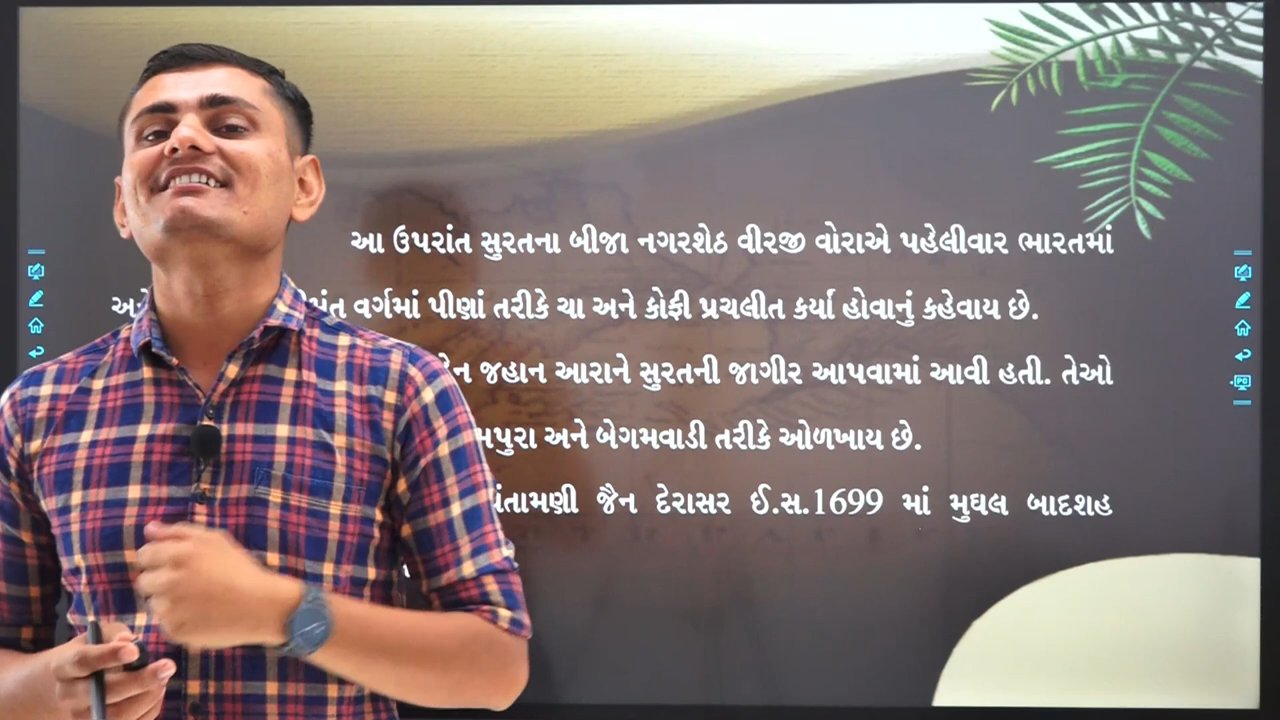 આ ઉપરાંત સુરતના બીજા નગરશેઠ વીરજી વોરાએ પહેલીવાર ભારતમાં
વર્ગમાં પીણાં તરીકે ચા અને કોફી પ્રચલીત કર્યા હોવાનું કહેવાય છે.
જહાન આરાને સુરતની જાગીર આપવામાં આવી હતી. તેઓ
અને બેગમવાડી તરીકે ઓળખાય છે.
જૈન દેરાસર ઈ.સ.1699 માં મુઘલ બાદશહ